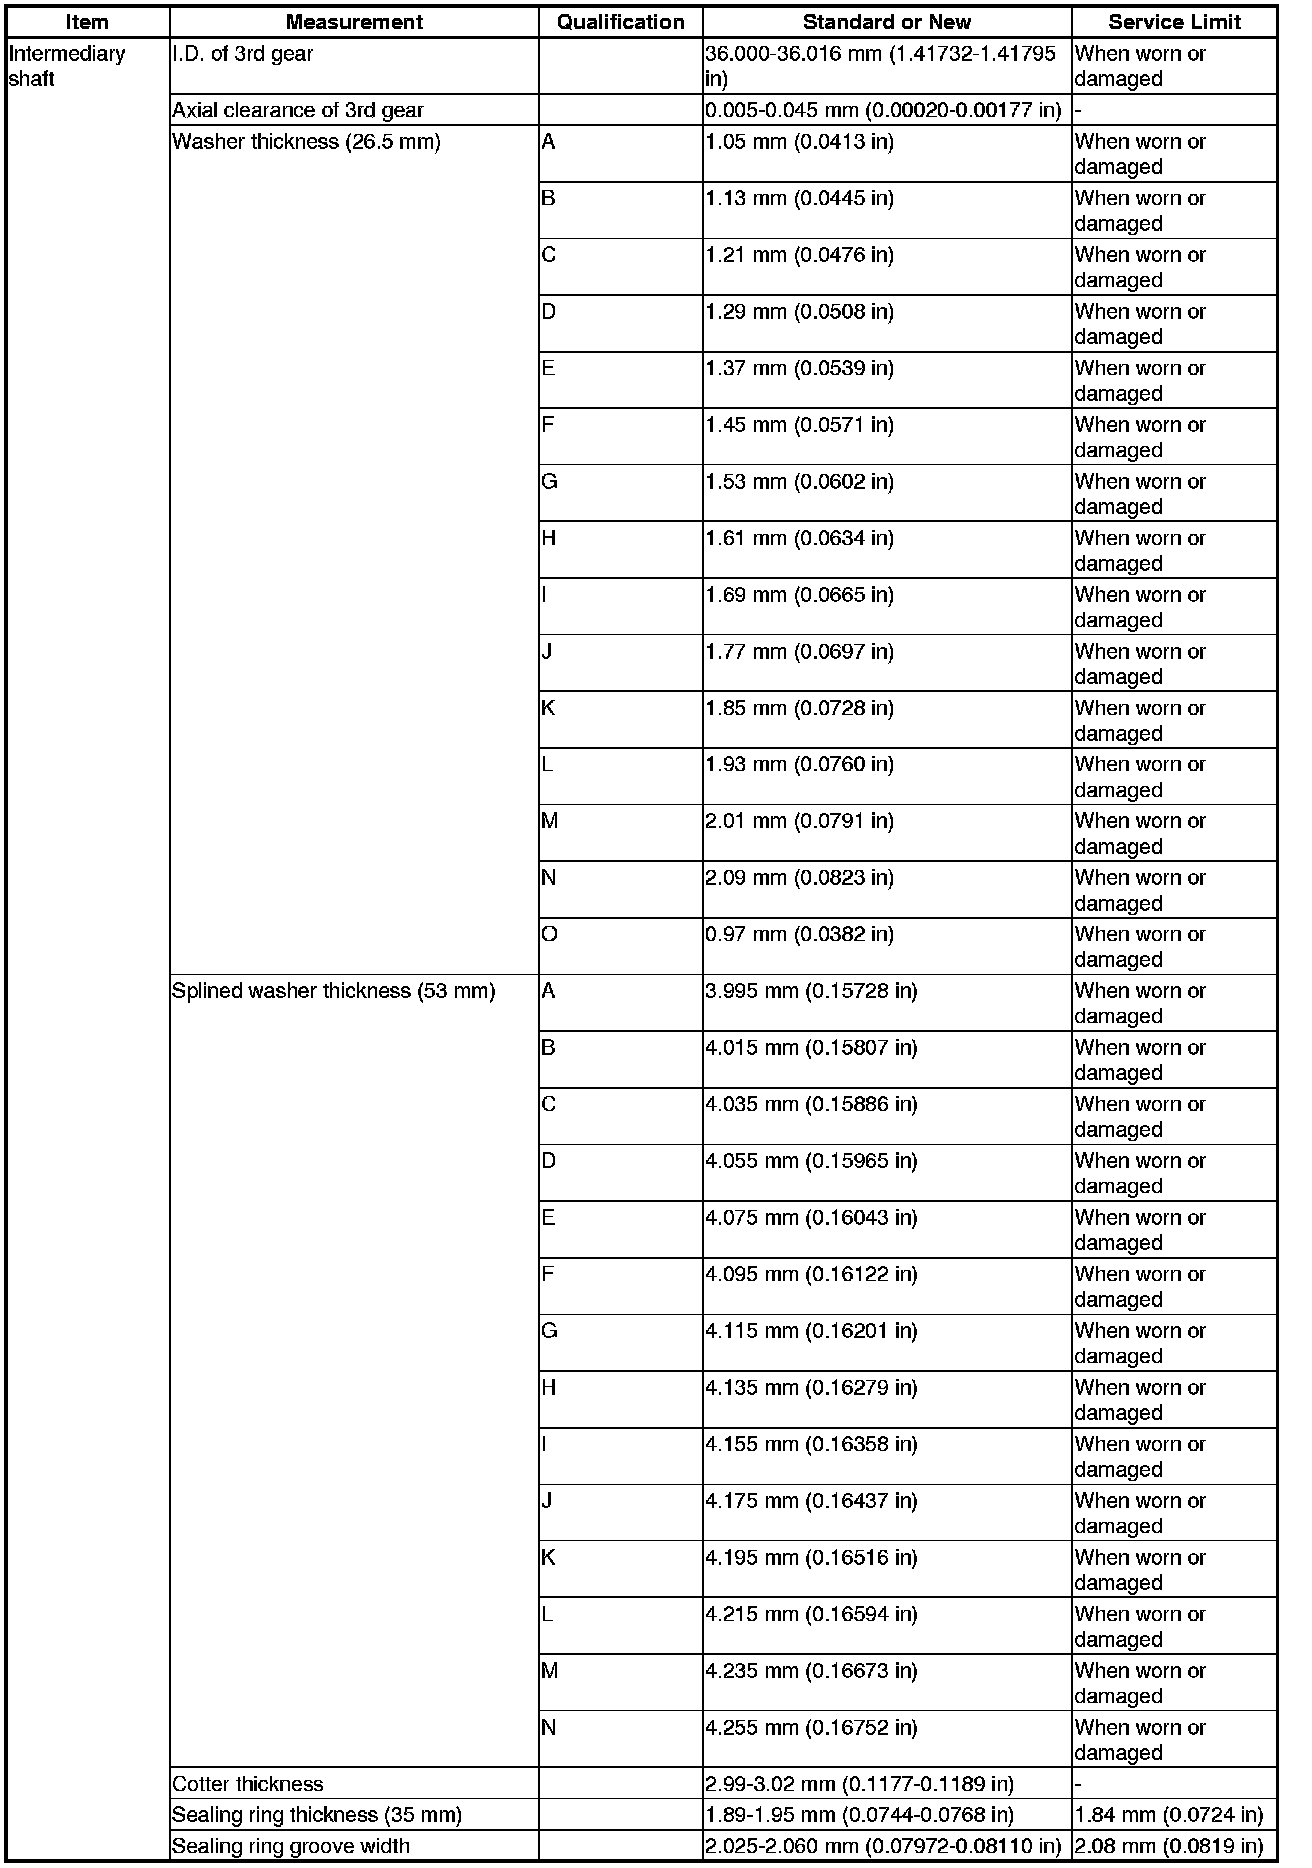 Item Measurement Qualification Standard or New Service Limit
Intermediary shaft
I.D. of 3rd gear 36.000-36.016 mm (1.41732-1.41795 in) When worn or damaged
Axial clearance of 3rd gear 0.005-0.045 mm (0.00020-0.00177 in) -
Washer thickness (26.5 mm) A 1.05 mm (0.0413 in) When worn or damaged
B 1.13 mm (0.0445 in) When worn or damaged
C 1.21 mm (0.0476 in) When worn or damaged
D 1.29 mm (0.0508 in) When worn or damaged
E 1.37 mm (0.0539 in) When worn or damaged
F 1.45 mm (0.0571 in) When worn or damaged
G 1.53 mm (0.0602 in) When worn or damaged
H 1.61 mm (0.0634 in) When worn or damaged
I 1.69 mm (0.0665 in) When worn or damaged
J 1.77 mm (0.0697 in) When worn or damaged
K 1.85 mm (0.0728 in) When worn or damaged
L 1.93 mm (0.0760 in) When worn or damaged
M 2.01 mm (0.0791 in) When worn or damaged
N 2.09 mm (0.0823 in) When worn or damaged
O 0.97 mm (0.0382 in) When worn or damaged
Splined washer thickness (53 mm) A 3.995 mm (0.15728 in) When worn or damaged
B 4.015 mm (0.15807 in) When worn or damaged
C 4.035 mm (0.15886 in) When worn or damaged
D 4.055 mm (0.15965 in) When worn or damaged
E 4.075 mm (0.16043 in) When worn or damaged
F 4.095 mm (0.16122 in) When worn or damaged
G 4.115 mm (0.16201 in) When worn or damaged
H 4.135 mm (0.16279 in) When worn or damaged
I 4.155 mm (0.16358 in) When worn or damaged
J 4.175 mm (0.16437 in) When worn or damaged
K 4.195 mm (0.16516 in) When worn or damaged
L 4.215 mm (0.16594 in) When worn or damaged
M 4.235 mm (0.16673 in) When worn or damaged
N 4.255 mm (0.16752 in) When worn or damaged
Cotter thickness 2.99-3.02 mm (0.1177-0.1189 in) -
Sealing ring thickness (35 mm) 1.89-1.95 mm (0.0744-0.0768 in) 1.84 mm (0.0724 in)
Sealing ring groove width 2.025-2.060 mm (0.07972-0.08110 in) 2.08 mm (0.0819 in)